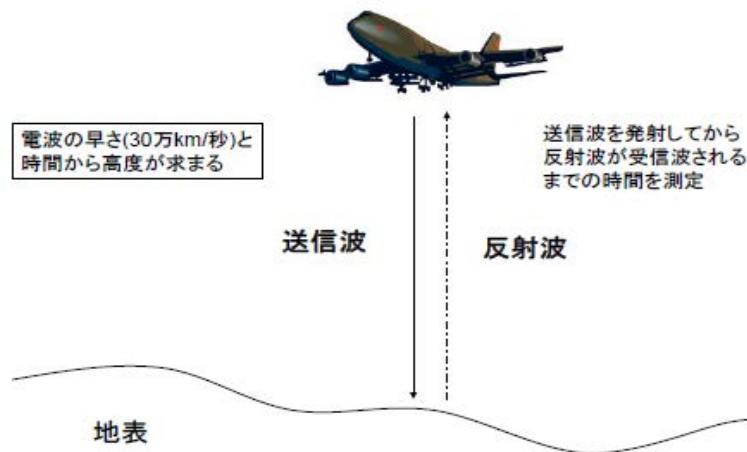 電波の早さ(30万km/秒)と
時間から高度が求まる
送信波を発射してから
反射波が受信波される
までの時間を測定
送信波
反射波
地表